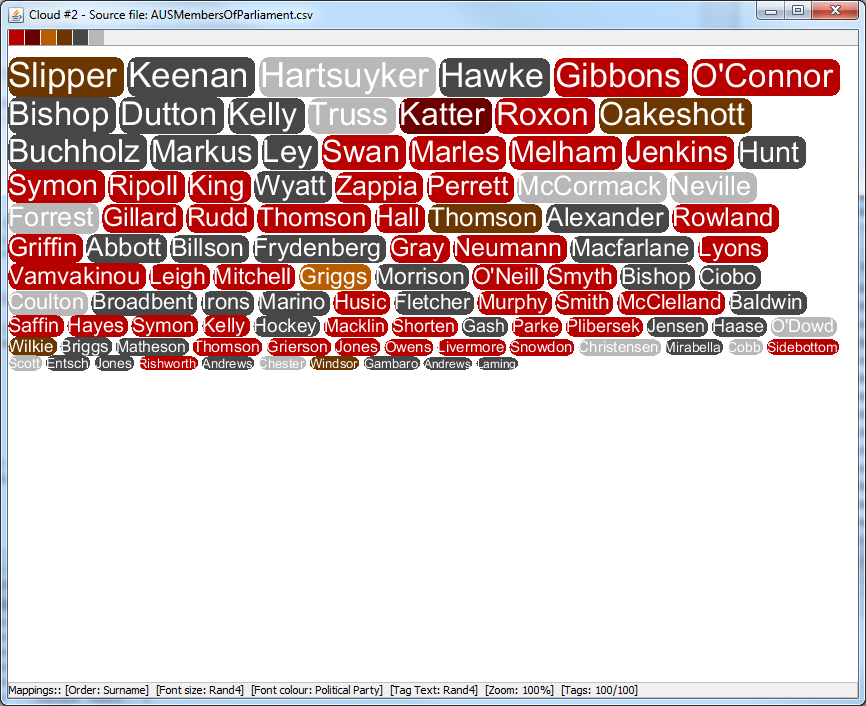 Cloud #2 - Source file: AUSMembersOfParliament.csv
Slipper Keenan Hartsuyker Hawke Gibbons O'Connor
Bishop Dutton Kelly Truss Katter Roxon Oakeshott
Buchholz Markus Ley Swan Marles Melham Jenkins Hunt
Symon Ripoll King Wyatt Zappia Perrett McCormack Neville
Forrest Gillard Rudd Thomson Hall Thomson Alexander Rowland
Griffin Abbott Billson Frydenberg Gray Neumann Macfarlane Lyons
Vamvakinou Leigh Mitchell Griggs Morrison O'Neill Smyth Bishop Ciobo
Coulton Broadbent Irons Marino Husic Fletcher Murphy Smith McClelland Baldwin
Saffin Hayes Symon Kelly Hockey Macklin Shorten Gash Parke Plibersek Jensen Haase O'Dowd
Wilkie Briggs Matheson Thomson Grierson Jones Owens Livermore Snowdon Christensen Mirabella Cobb Sidebottom
Scott Entsch Jones Rishworth Andrews Chester Windsor Gambaro Andrews Laming
Mappings:: [Order: Surname] [Font size: Rand4] [Font colour: Political Party] [Tag Text: Rand4] [Zoom: 100%] [Tags: 100/100]